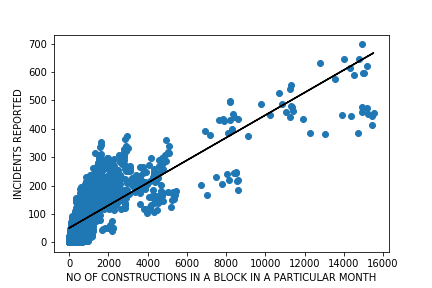 700
600
500
400
300
200
100
0
INCIDENTS REPORTED
0 2000 4000 6000 8000 10000 12000 14000 16000
NO OF CONSTRUCTIONS IN A BLOCK IN A PARTICULAR MONTH